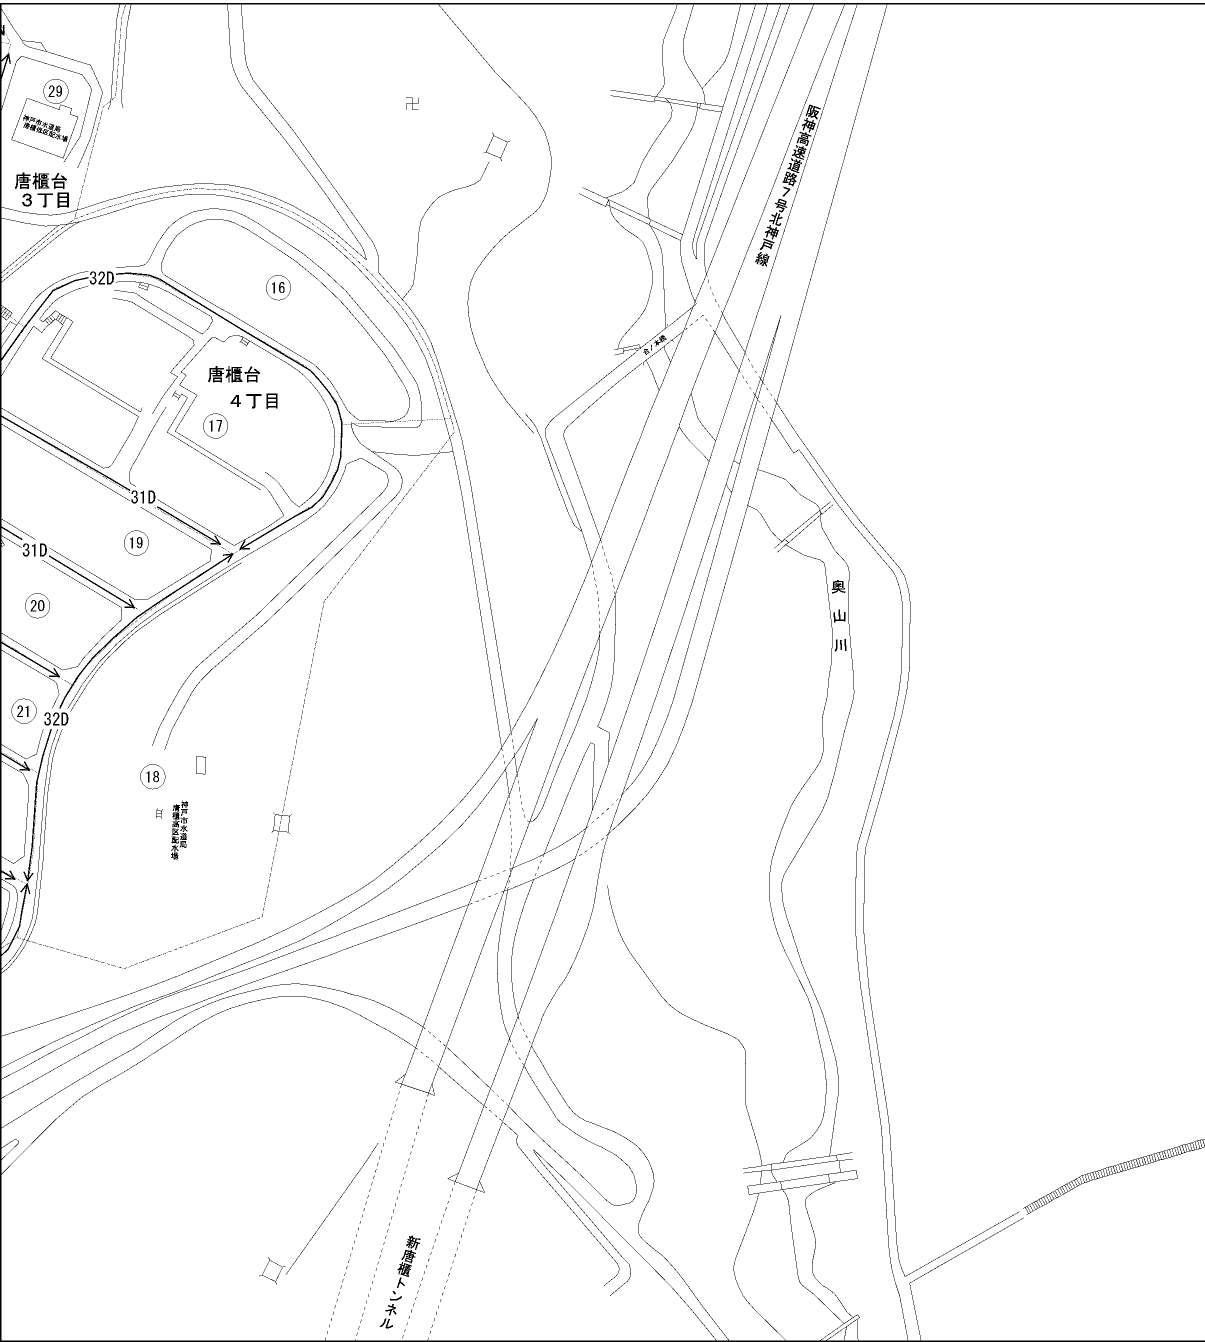 29
神戸市水道局
唐櫃低区配水場
唐櫃台
3丁目
卍
阪神高速道路7号北神戸線
32D
16
唐櫃台
4丁目
17
31D
19
31D
20
奥山川
21
32D
18
神戸市水道局
唐櫃高区配水場
新唐櫃トンネル